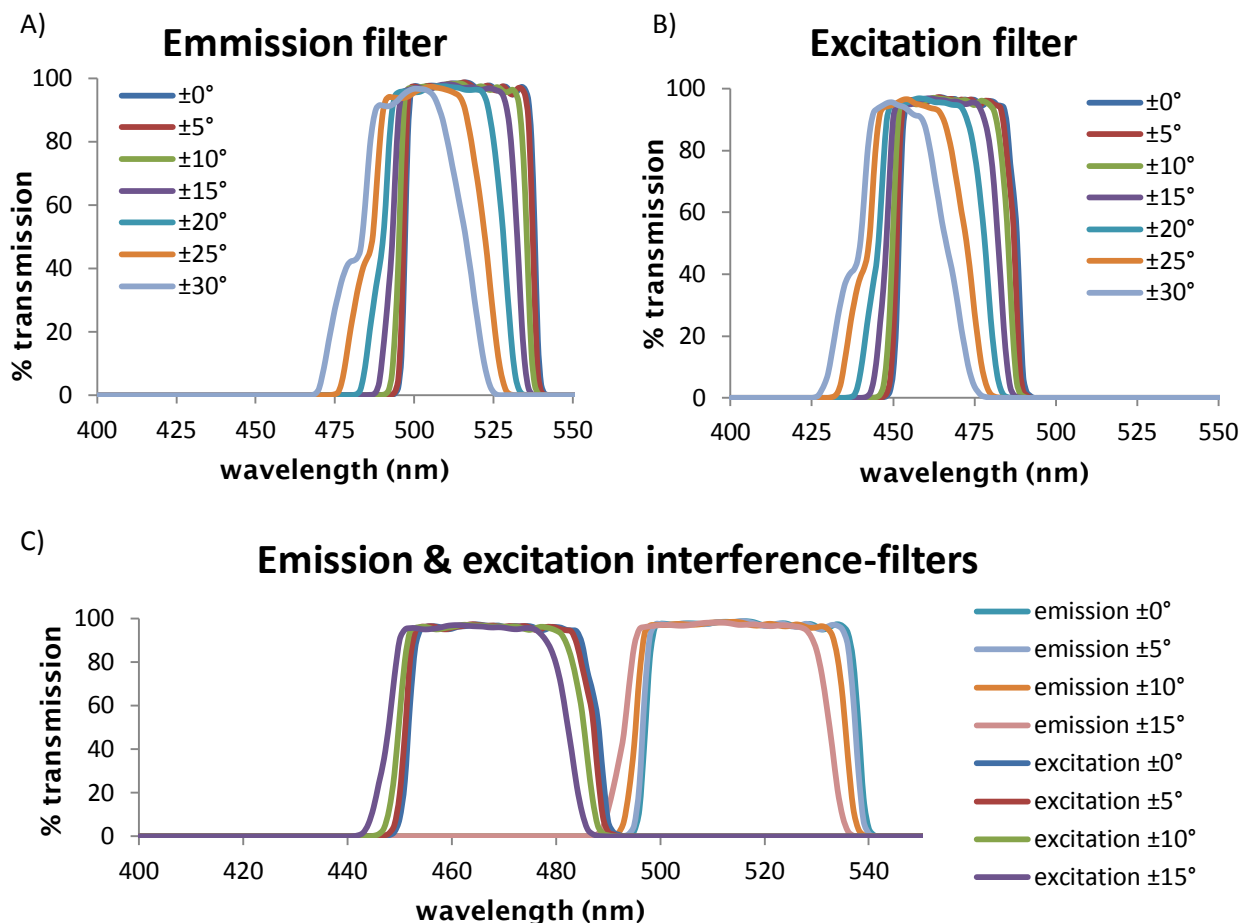 A)
Emmission filter
100
80
60
40
20
0
% transmission
±0°
±5°
±10°
±15°
±20°
±25°
±30°
400 425 450 475 500 525 550
wavelength (nm)
B)
Excitation filter
100
80
60
40
20
0
% transmission
±0°
±5°
±10°
±15°
±20°
±25°
±30°
400 425 450 475 500 525 550
wavelength (nm)
C)
Emission & excitation interference-filters
100
80
60
40
20
0
% transmission
400 420 440 460 480 500 520 540
wavelength (nm)
emission ±0°
emission ±5°
emission ±10°
emission ±15°
excitation ±0°
excitation ±5°
excitation ±10°
excitation ±15°